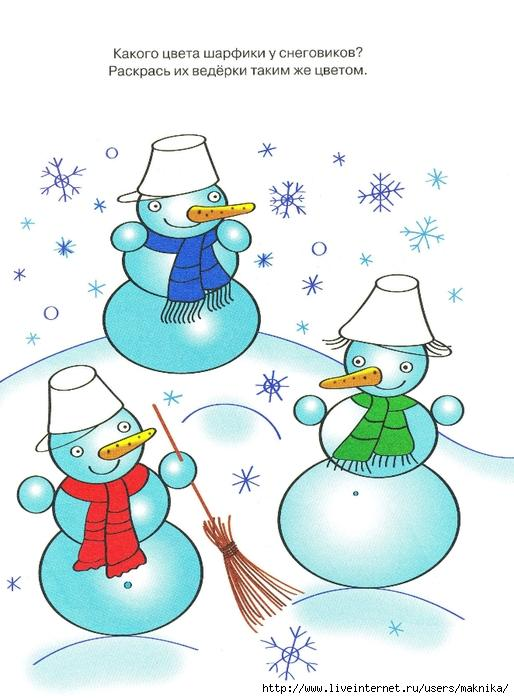 Какого цвета шарфики у снеговиков?
Раскрась их ведёрки таким же цветом.
http://www.liveinternet.ru/users/maknika/